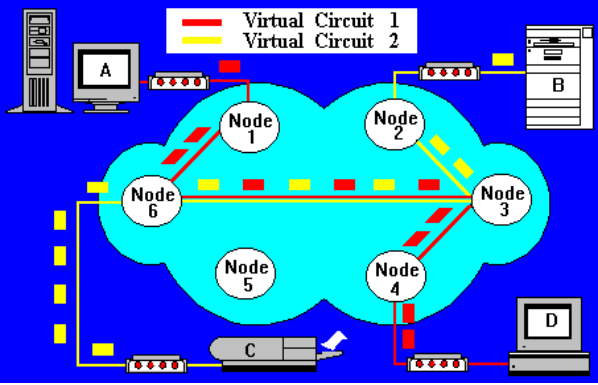 Virtual Circuit 1
Virtual Circuit 2
A
B
Node
1
Node
2
Node
6
Node
3
Node
5
Node
4
D
C